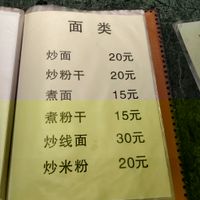 面 类
炒面 20元
炒粉干 20元
煮面 15元
煮粉干 15元
炒线面 30元
炒米粉 20元